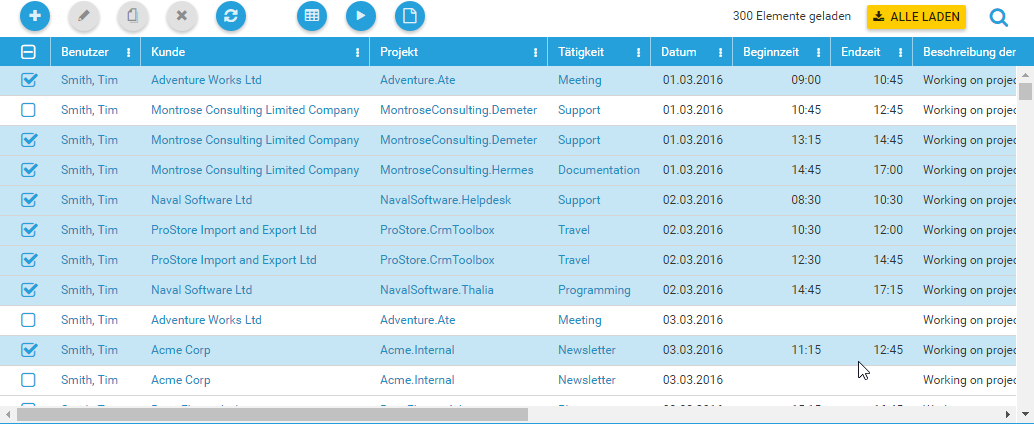 300 Elemente geladen ALLE LADEN
Benutzer Kunde Projekt Tätigkeit Datum Beginnzeit Endzeit Beschreibung der
Smith, Tim Adventure Works Ltd Adventure.Ate Meeting 01.03.2016 09:00 10:45 Working on projec
Smith, Tim Montrose Consulting Limited Company MontroseConsulting.Demeter Support 01.03.2016 10:45 12:45 Working on projec
Smith, Tim Montrose Consulting Limited Company MontroseConsulting.Demeter Support 01.03.2016 13:15 14:45 Working on projec
Smith, Tim Montrose Consulting Limited Company MontroseConsulting.Hermes Documentation 01.03.2016 14:45 17:00 Working on projec
Smith, Tim Naval Software Ltd NavalSoftware.Helpdesk Support 02.03.2016 08:30 10:30 Working on projec
Smith, Tim ProStore Import and Export Ltd ProStore.CrmToolbox Travel 02.03.2016 10:30 12:00 Working on projec
Smith, Tim ProStore Import and Export Ltd ProStore.CrmToolbox Travel 02.03.2016 12:30 14:45 Working on projec
Smith, Tim Naval Software Ltd NavalSoftware.Thalia Programming 02.03.2016 14:45 17:15 Working on projec
Smith, Tim Adventure Works Ltd Adventure.Ate Meeting 03.03.2016 Working on projec
Smith, Tim Acme Corp Acme.Internal Newsletter 03.03.2016 11:15 12:45 Working on projec
Smith, Tim Acme Corp Acme.Internal Newsletter 03.03.2016 Working on projec